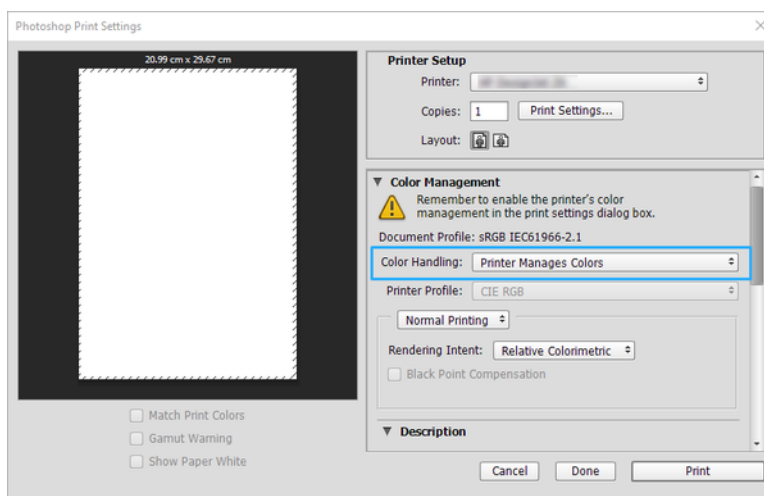 Photoshop Print Settings
20.99 cm x 29.67 cm
Printer Setup
Printer:
Copies: 1 Print Settings...
Layout:
Color Management
Remember to enable the printer's color
management in the print settings dialog box.
Document Profile: sRGB IEC61966-2.1
Color Handling: Printer Manages Colors
Printer Profile: CIE RGB
Normal Printing
Rendering Intent: Relative Colorimetric
Black Point Compensation
Description
Match Print Colors
Gamut Warning
Show Paper White
Cancel Done Print